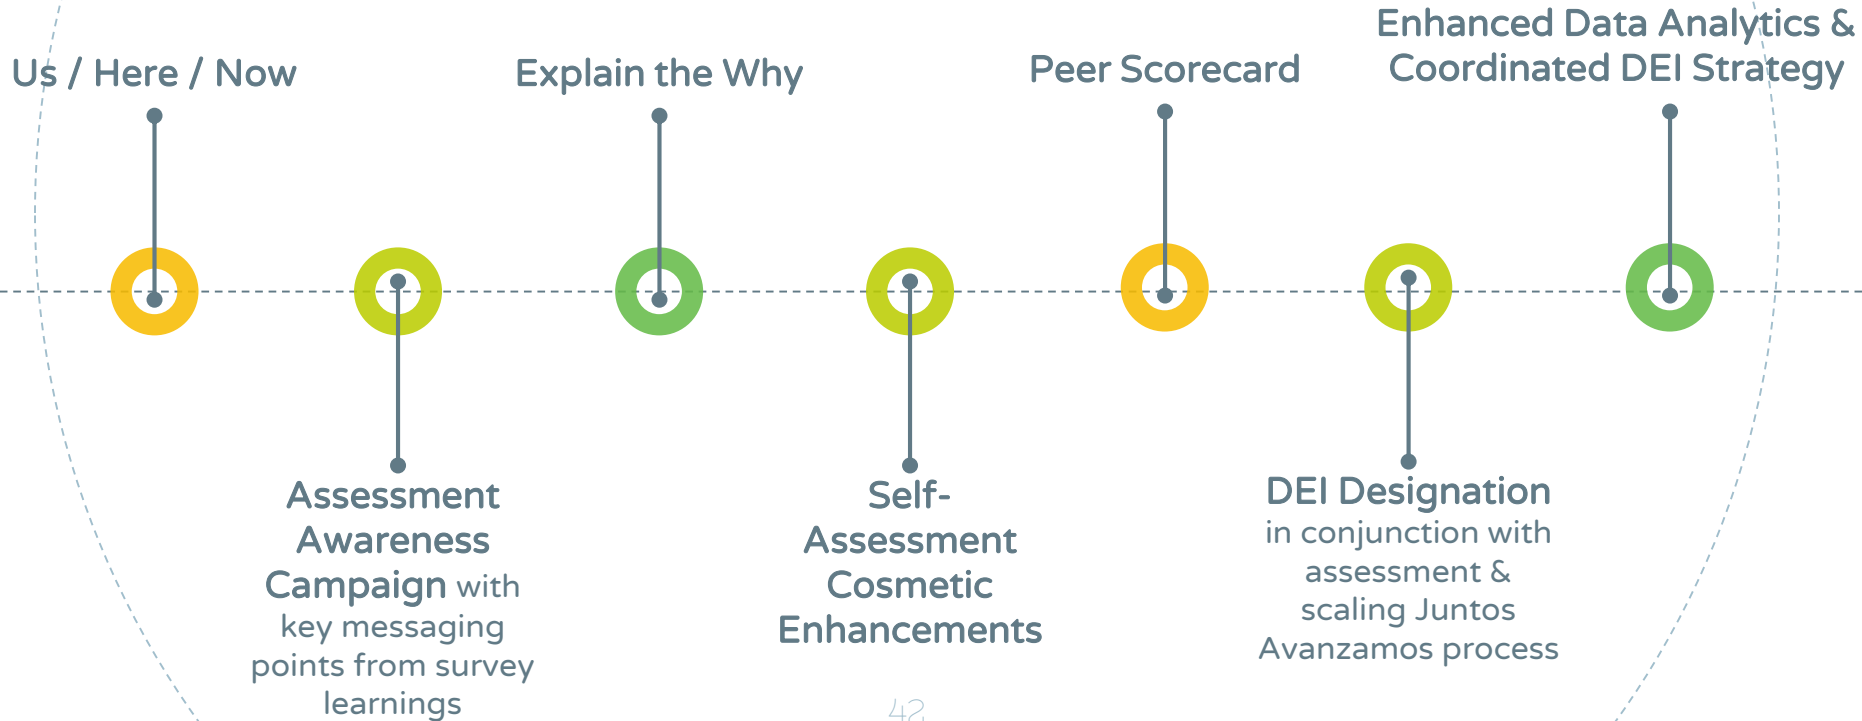 Us / Here / Now
Assessment
Awareness
Campaign with
key messaging
points from survey
learnings
Explain the Why
Self-
Assessment
Cosmetic
Enhancements
Peer Scorecard
DEI Designation
in conjunction with
assessment &
scaling Juntos
Avanzamos process
Enhanced Data Analytics &
Coordinated DEI Strategy
42